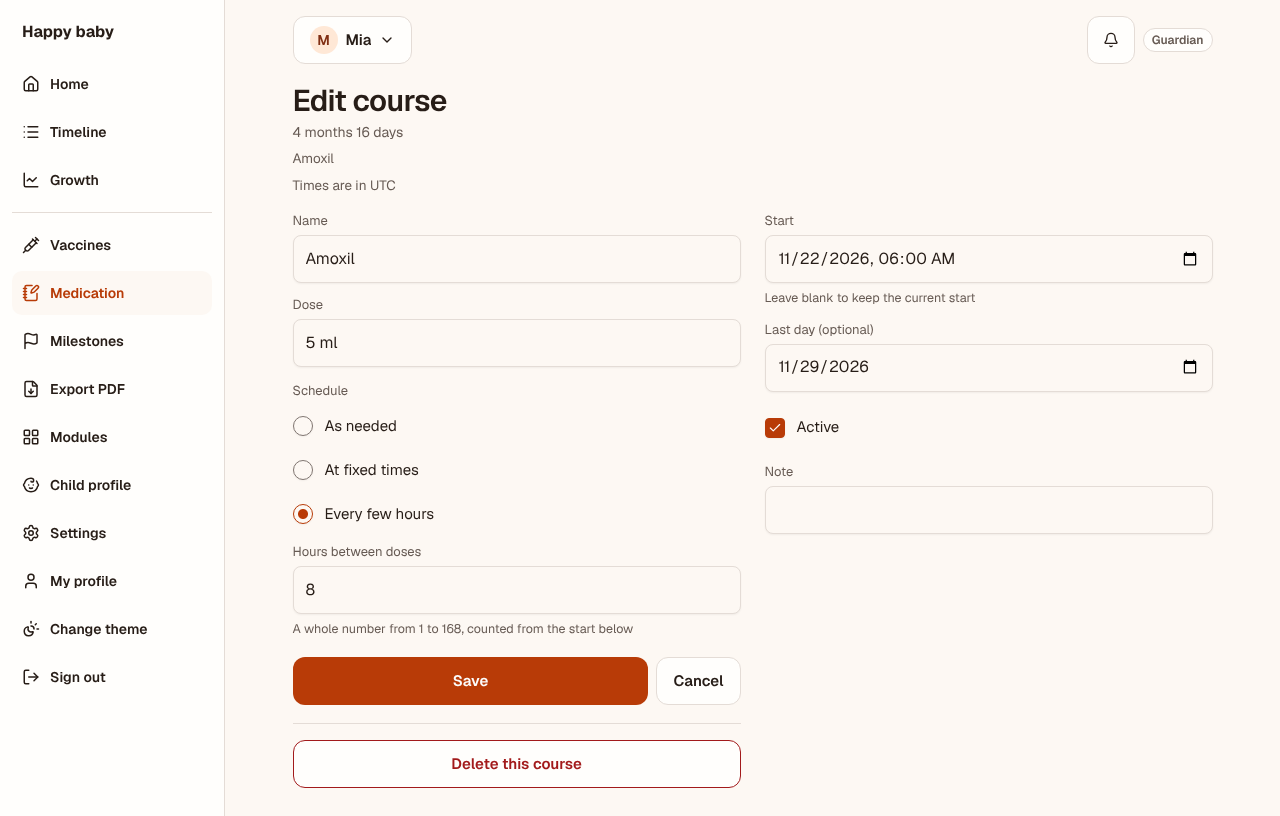 Happy baby
Home
Timeline
Growth
Vaccines
Medication
Milestones
Export PDF
Modules
Child profile
Settings
My profile
Change theme
Sign out
M Mia
Guardian
Edit course
4 months 16 days
Amoxil
Times are in UTC
Name
Amoxil
Dose
5 ml
Schedule
As needed
At fixed times
Every few hours
Hours between doses
8
A whole number from 1 to 168, counted from the start below
Save
Cancel
Delete this course
Start
11/22/2026, 06:00 AM
Leave blank to keep the current start
Last day (optional)
11/29/2026
Active
Note